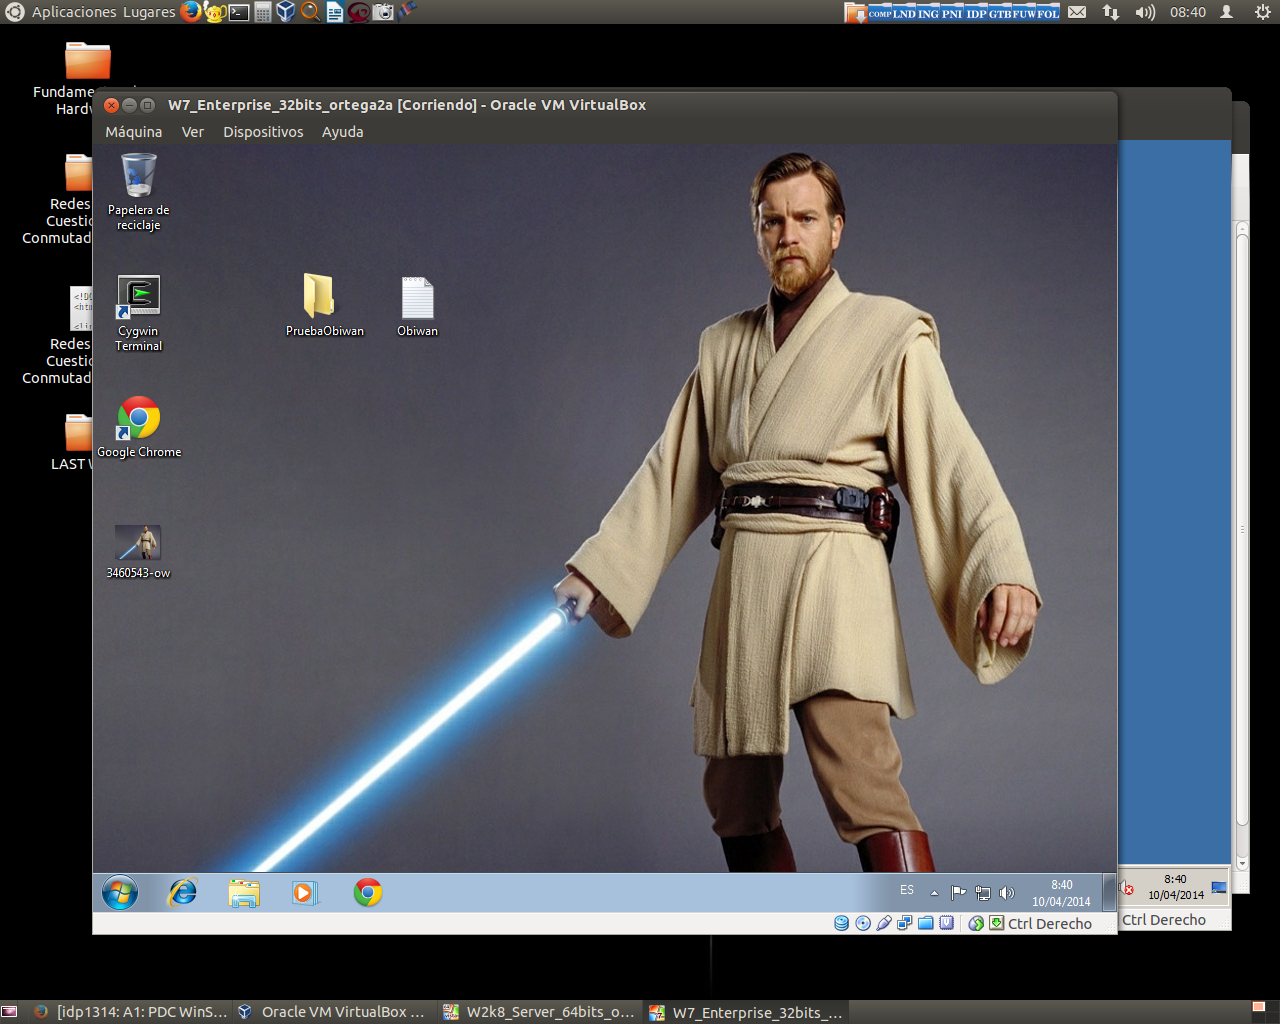 Aplicaciones Lugares
COMP LND ING PNI IDP GTB FUW FOL
08:40
Hardw
Redes
Cuestio
Conmutad
<!DO
<htm
<!in
Redes
Cuestio
Conmutad
LAST
W7_Enterprise_32bits_ortega2a [Corriendo] - Oracle VM VirtualBox
Máquina Ver Dispositivos Ayuda
Papelera de
reciclaje
Cygwin
Terminal
PruebaObiwan
Obiwan
Google Chrome
3460543-ow
ES
8:40
10/04/2014
Ctrl Derecho
8:40
10/04/2014
Ctrl Derecho
[idp1314: A1: PDC WinS...
Oracle VM VirtualBox ...
W2k8_Server_64bits_o...
W7_Enterprise_32bits_...